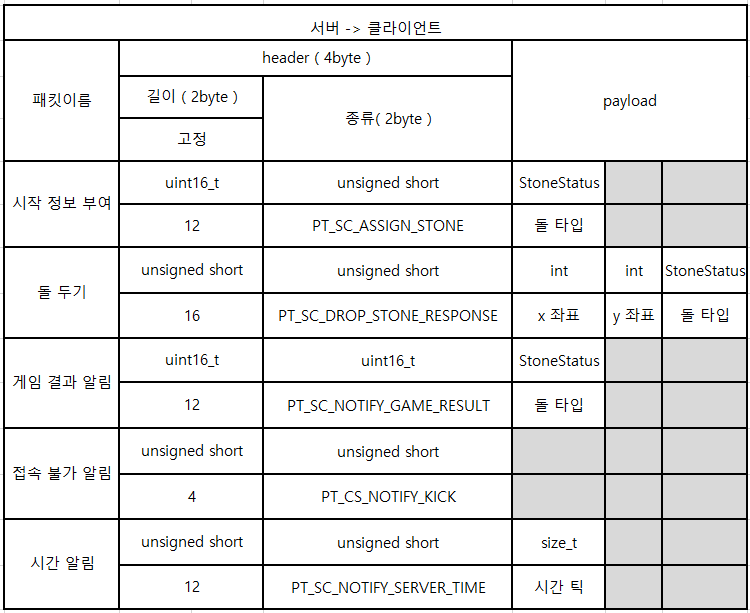 서버 -> 클라이언트
패킷이름
header ( 4byte )
payload
길이 ( 2byte )
종류( 2byte )
고정
시작 정보 부여
uint16_t
unsigned short
StoneStatus
12
PT_SC_ASSIGN_STONE
돌 타입
돌 두기
unsigned short
unsigned short
int
int
StoneStatus
16
PT_SC_DROP_STONE_RESPONSE
x 좌표
y 좌표
돌 타입
게임 결과 알림
uint16_t
uint16_t
StoneStatus
12
PT_SC_NOTIFY_GAME_RESULT
돌 타입
접속 불가 알림
unsigned short
unsigned short
4
PT_CS_NOTIFY_KICK
시간 알림
unsigned short
unsigned short
size_t
12
PT_SC_NOTIFY_SERVER_TIME
시간 틱